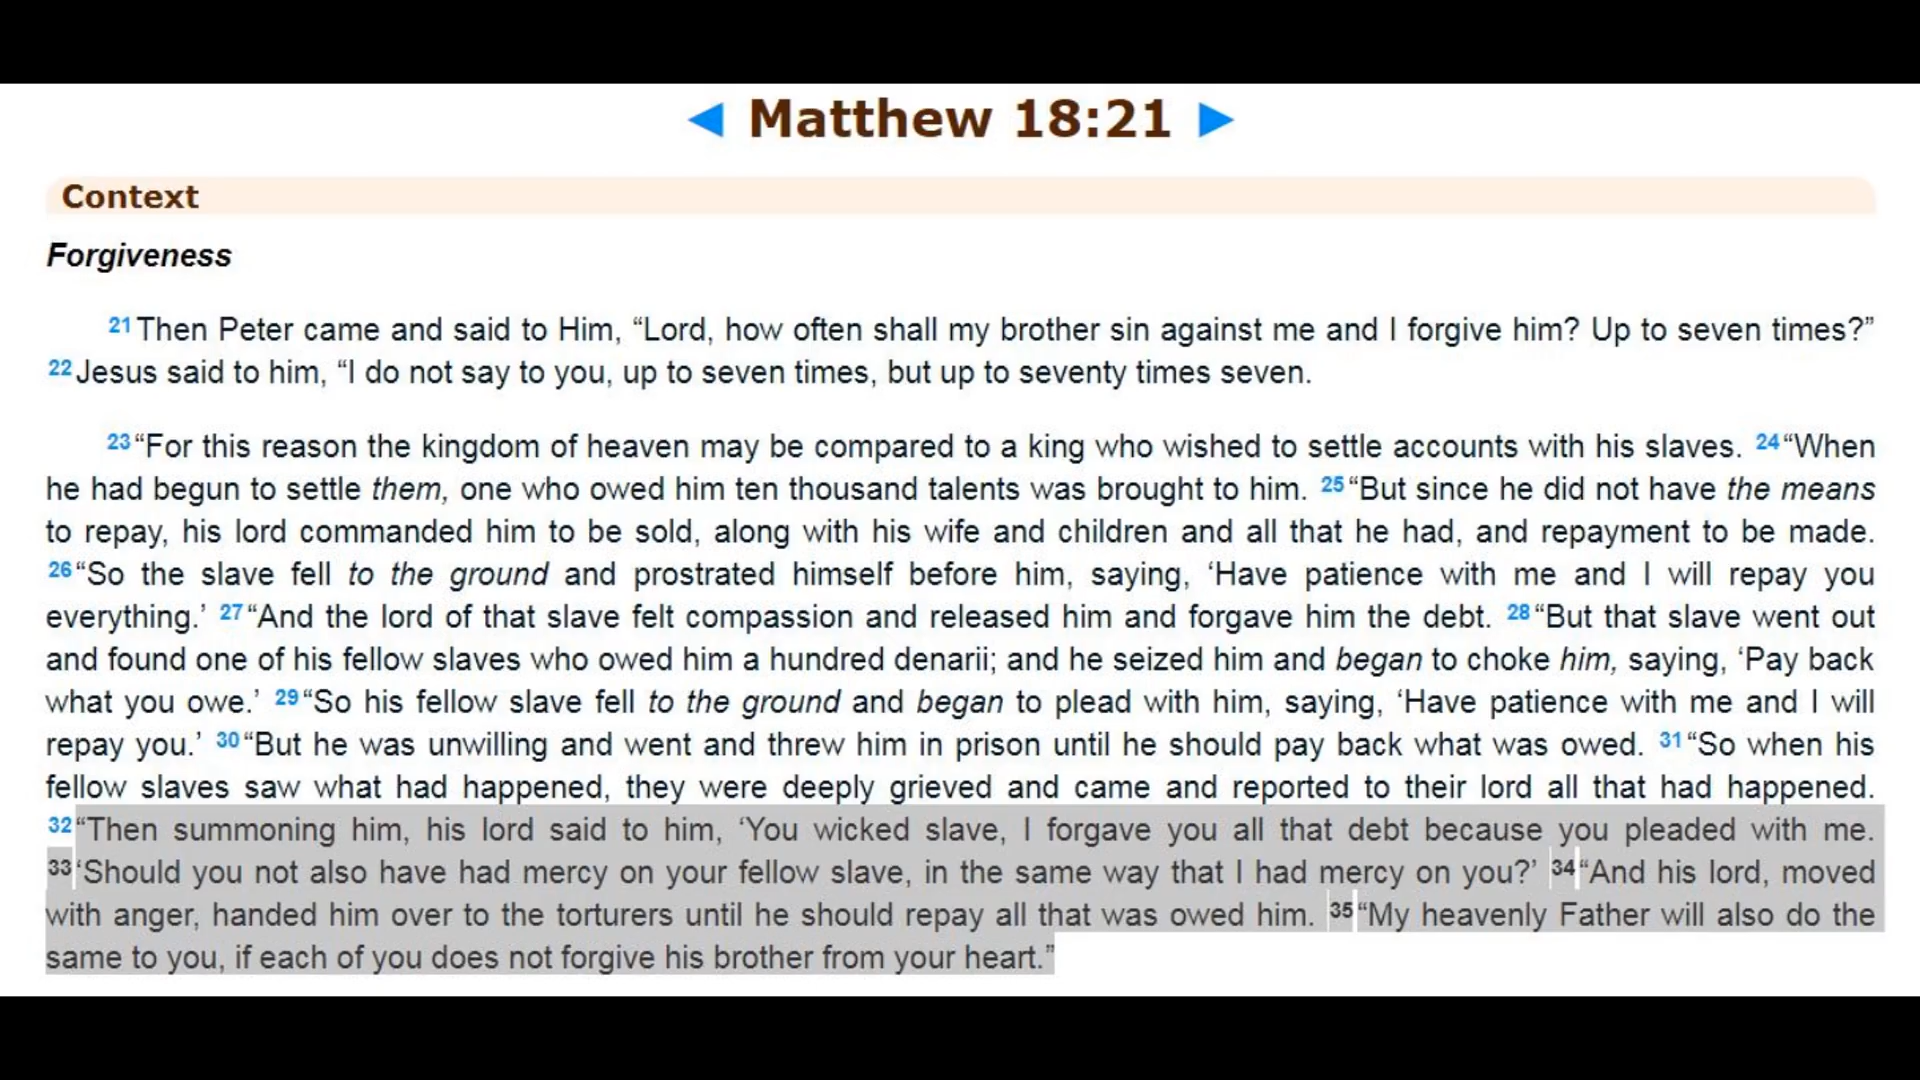 ◀ Matthew 18:21 ▶
Context
Forgiveness
21 Then Peter came and said to Him, “Lord, how often shall my brother sin against me and I forgive him? Up to seven times?”
22 Jesus said to him, “I do not say to you, up to seven times, but up to seventy times seven.
23 “For this reason the kingdom of heaven may be compared to a king who wished to settle accounts with his slaves. 24 “When
he had begun to settle them, one who owed him ten thousand talents was brought to him. 25 “But since he did not have the means
to repay, his lord commanded him to be sold, along with his wife and children and all that he had, and repayment to be made.
26 “So the slave fell to the ground and prostrated himself before him, saying, ‘Have patience with me and I will repay you
everything.’ 27 “And the lord of that slave felt compassion and released him and forgave him the debt. 28 “But that slave went out
and found one of his fellow slaves who owed him a hundred denarii; and he seized him and began to choke him, saying, ‘Pay back
what you owe.’ 29 “So his fellow slave fell to the ground and began to plead with him, saying, ‘Have patience with me and I will
repay you.’ 30 “But he was unwilling and went and threw him in prison until he should pay back what was owed. 31 “So when his
fellow slaves saw what had happened, they were deeply grieved and came and reported to their lord all that had happened.
32 “Then summoning him, his lord said to him, ‘You wicked slave, I forgave you all that debt because you pleaded with me.
33 ‘Should you not also have had mercy on your fellow slave, in the same way that I had mercy on you?’ 34 “And his lord, moved
with anger, handed him over to the torturers until he should repay all that was owed him. 35 “My heavenly Father will also do the
same to you, if each of you does not forgive his brother from your heart.”